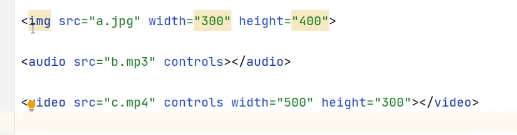 <img src="a.jpg" width="300" height="400">
<audio src="b.mp3" controls></audio>
<video src="c.mp4" controls width="500" height="300"></video>